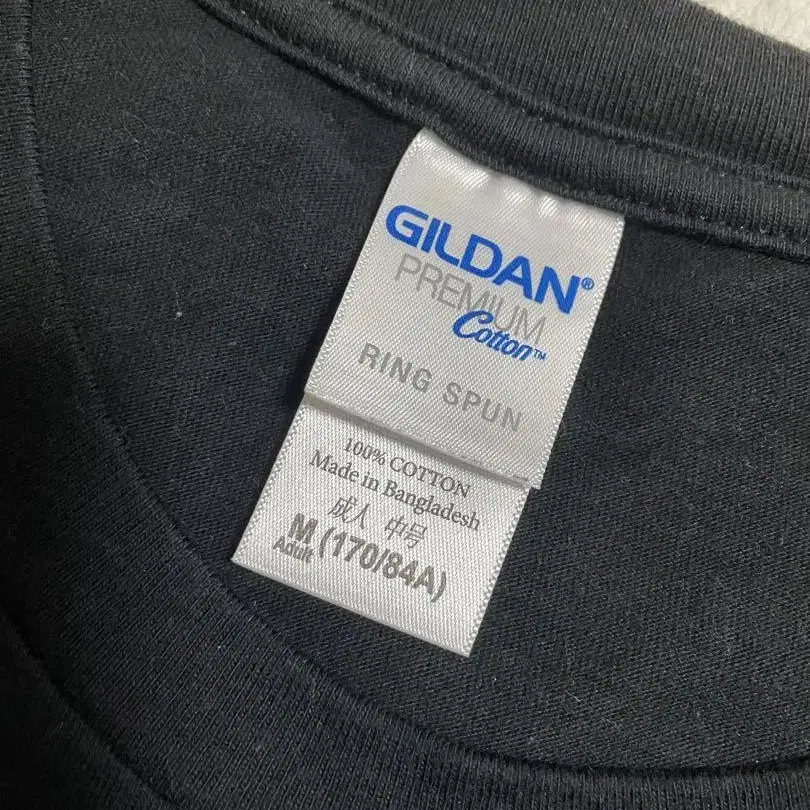 GILDAN®
PREMIUM
Cotton™
RING SPUN
100% COTTON
Made in Bangladesh
成人 中号
M (170/84A)
Adult